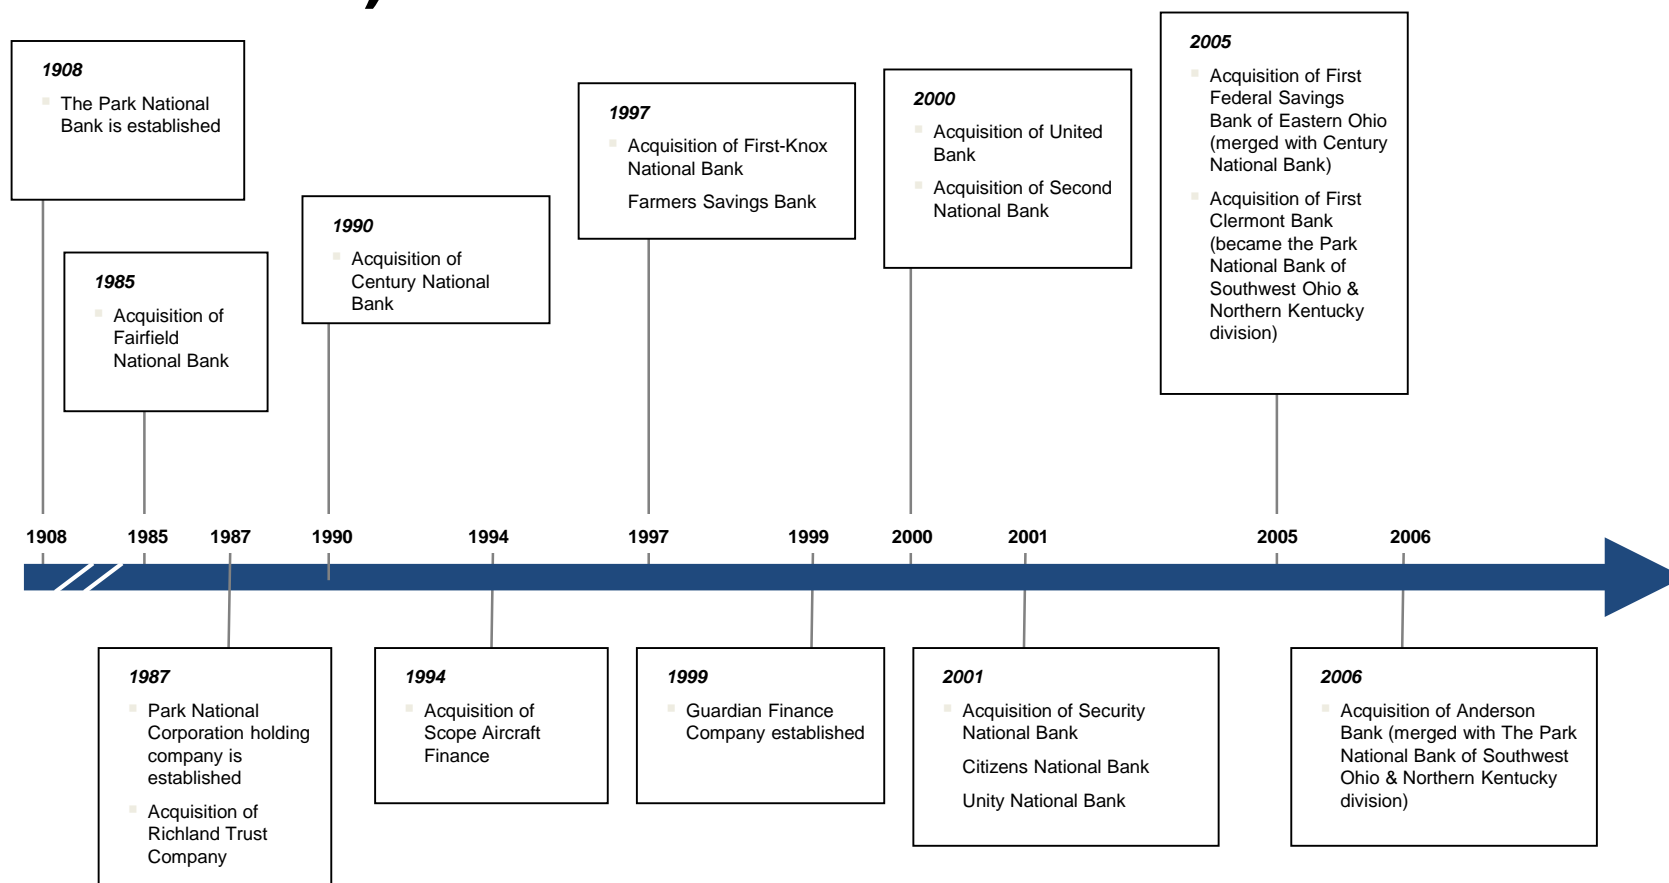 1908
The Park National
Bank is established
1985
Acquisition of
Fairfield
National Bank
1990
Acquisition of
Century National
Bank
1997
Acquisition of First-Knox
National Bank
Farmers Savings Bank
2000
Acquisition of United
Bank
Acquisition of Second
National Bank
2005
Acquisition of First
Federal Savings
Bank of Eastern Ohio
(merged with Century
National Bank)
Acquisition of First
Clermont Bank
(became the Park
National Bank of
Southwest Ohio &
Northern Kentucky
division)
1908 1985 1987 1990 1994 1997 1999 2000 2001 2005 2006
1987
Park National
Corporation holding
company is
established
Acquisition of
Richland Trust
Company
1994
Acquisition of
Scope Aircraft
Finance
1999
Guardian Finance
Company established
2001
Acquisition of Security
National Bank
Citizens National Bank
Unity National Bank
2006
Acquisition of Anderson
Bank (merged with The Park
National Bank of Southwest
Ohio & Northern Kentucky
division)